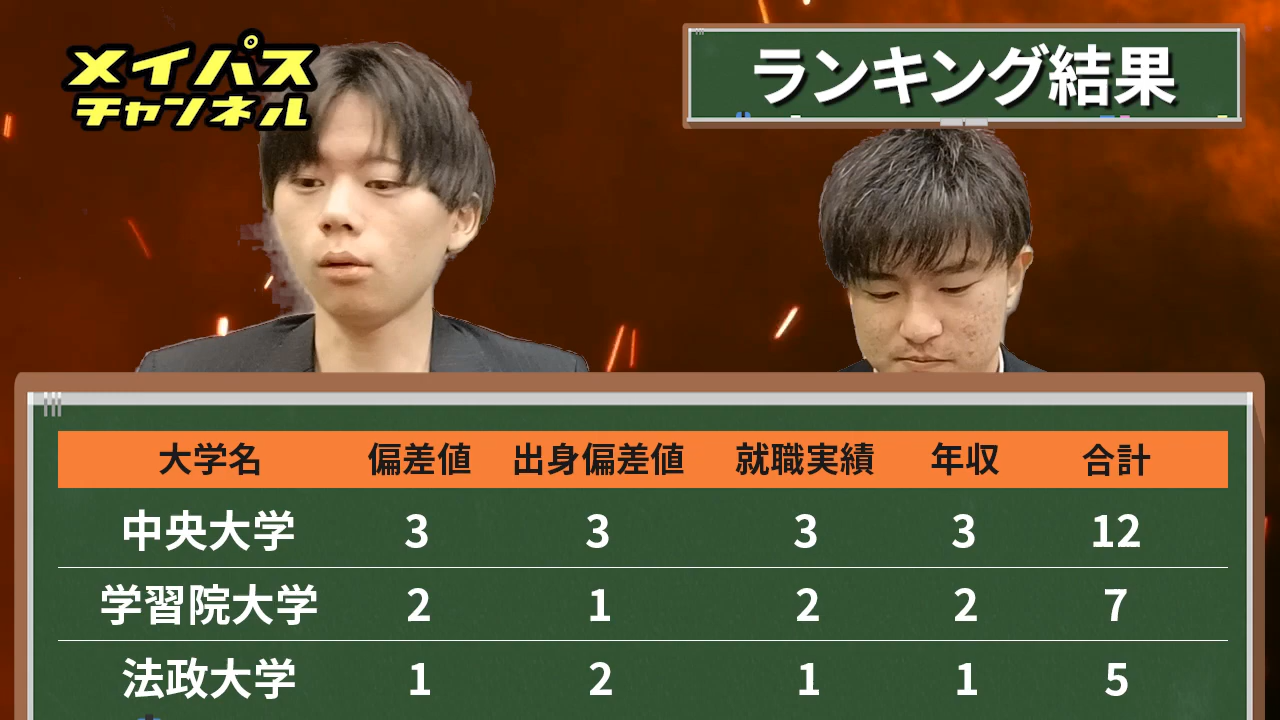 メイパス
チャンネル
ランキング結果
大学名 偏差値 出身偏差値 就職実績 年収 合計
中央大学 3 3 3 3 12
学習院大学 2 1 2 2 7
法政大学 1 2 1 1 5